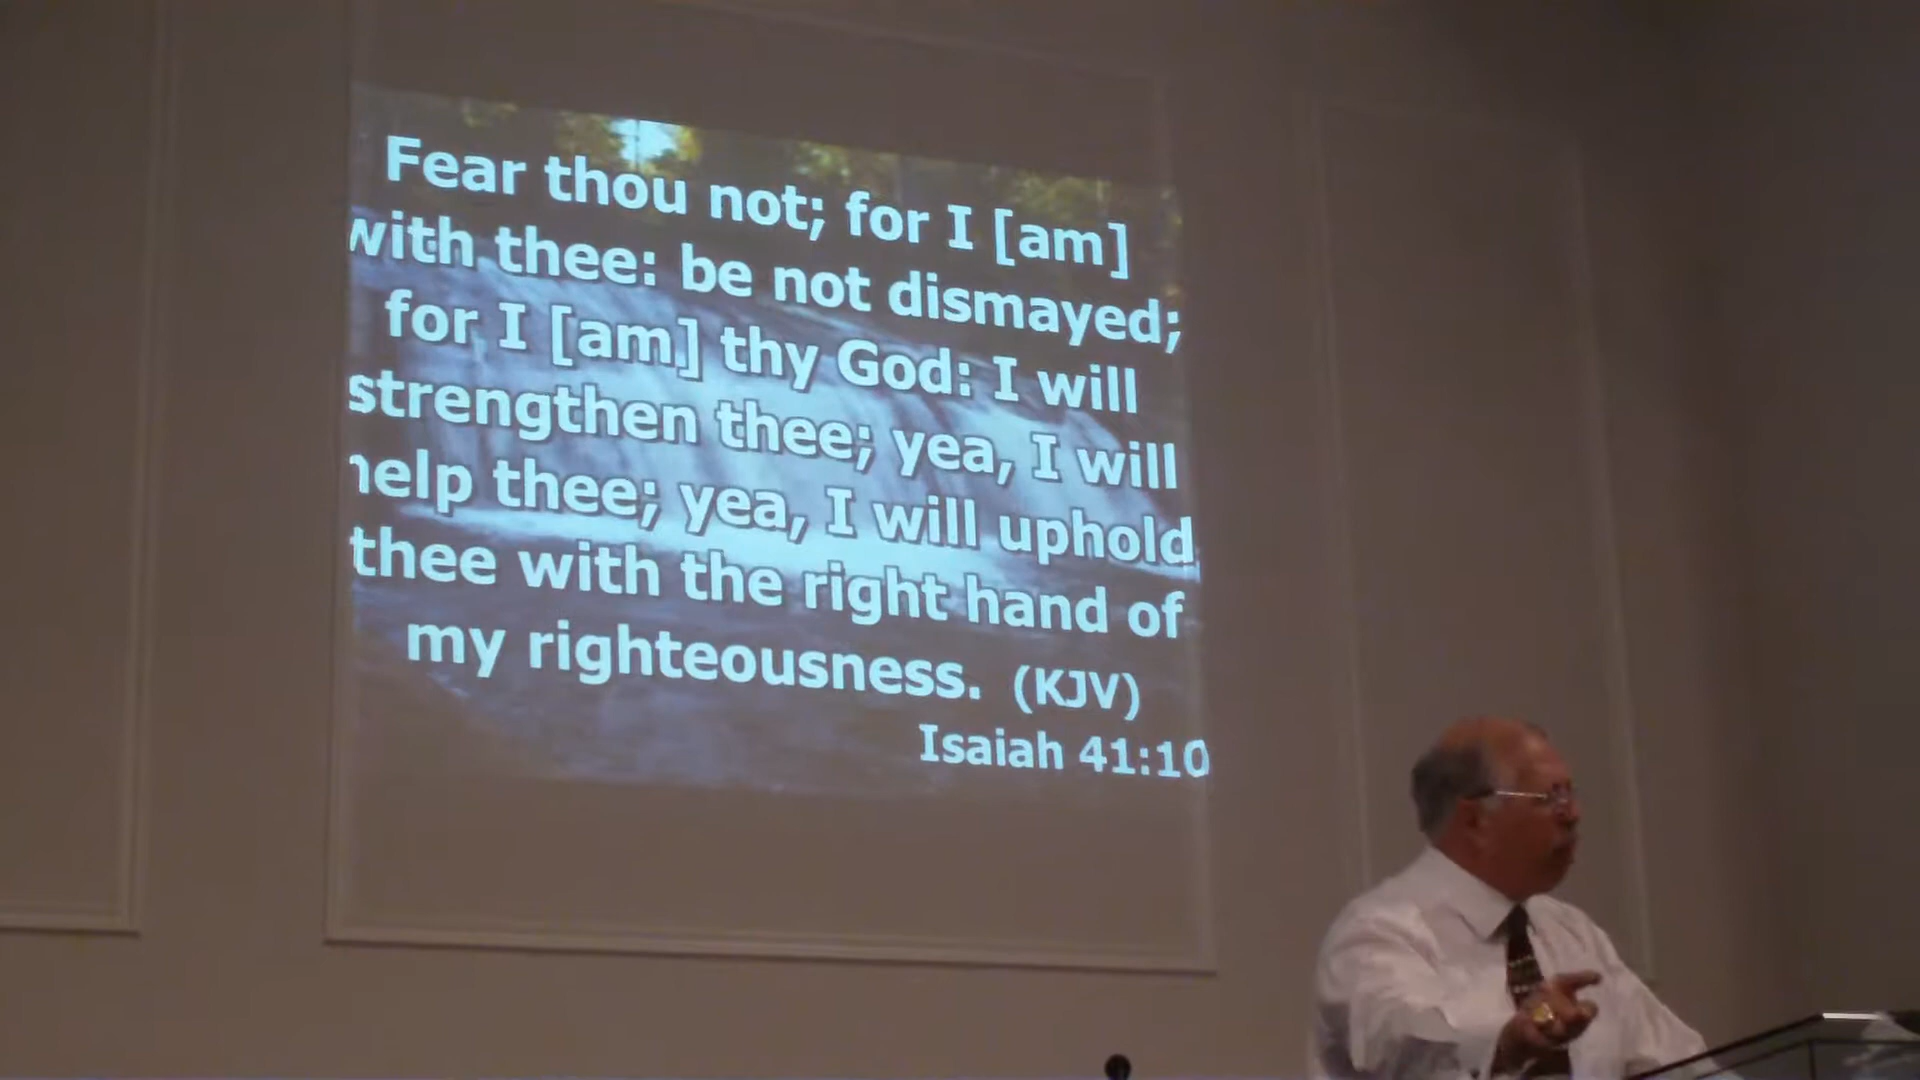 Fear thou not; for I [am]
with thee: be not dismayed;
for I [am] thy God: I will
strengthen thee; yea, I will
help thee; yea, I will uphold
thee with the right hand of
my righteousness. (KJV)
Isaiah 41:10